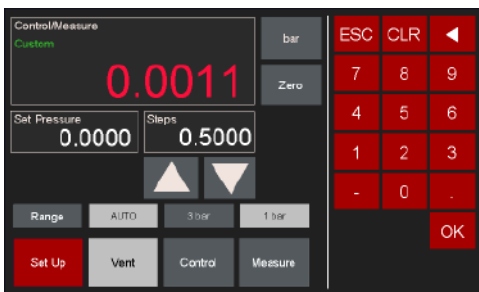 Control/Measure
Custom
0.0011
bar
Zero
Set Pressure
0.0000
Steps
0.5000
Range
AUTO
3 bar
1 bar
Set Up
Vent
Control
Measure
ESC CLR
7 8 9
4 5 6
1 2 3
- 0 .
OK